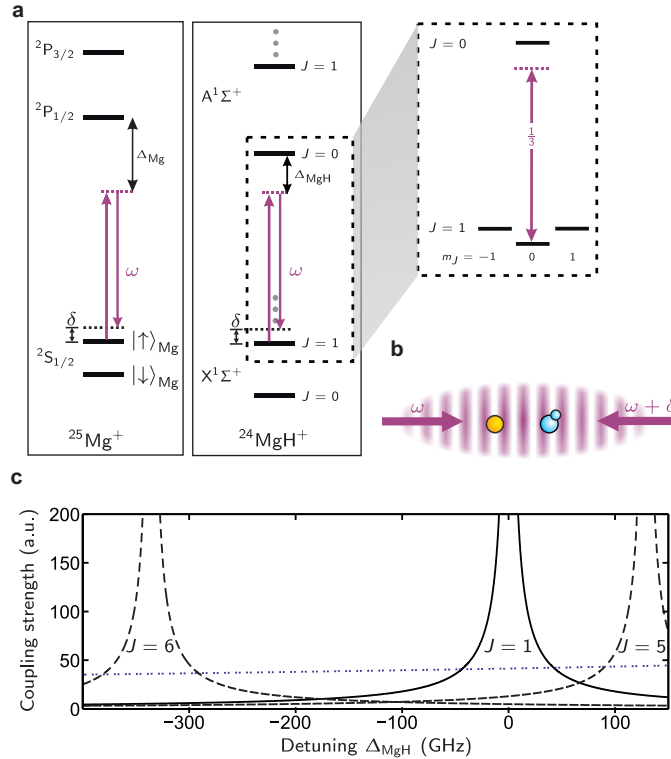 a
²P₃/₂
²P₁/₂
Δ_Mg
ω
δ
|↑⟩_Mg
²S₁/₂
|↓⟩_Mg
²⁵Mg⁺
J = 1
A¹Σ⁺
J = 0
Δ_MgH
ω
δ
J = 1
X¹Σ⁺
J = 0
²⁴MgH⁺
J = 0
1/3
J = 1
m_J = −1 0 1
b
ω
ω + δ
c
Coupling strength (a.u.)
200
150
100
50
0
J = 6
J = 1
J = 5
−300 −200 −100 0 100
Detuning Δ_MgH (GHz)